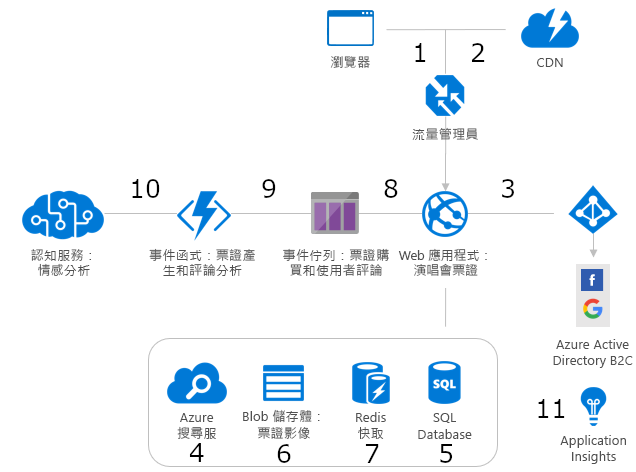 1
2
瀏覽器
CDN
流量管理員
10
9
8
3
認知服務：
情感分析
事件函式：票證產
生和評論分析
事件佇列：票證購
買和使用者評論
Web 應用程式：
演唱會票證
f
G
Azure Active
Directory B2C
SQL
Azure
搜尋服
4
Blob 儲存體：
票證影像
6
Redis
快取
7
SQL
Database
5
11
Application
Insights